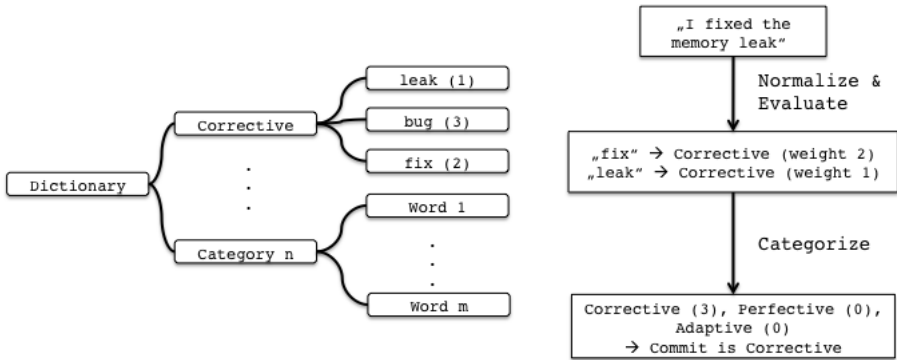 Dictionary
Corrective
.
.
.
Category n
leak (1)
bug (3)
fix (2)
Word 1
.
.
.
Word m
„I fixed the
memory leak“
Normalize &
Evaluate
„fix“ → Corrective (weight 2)
„leak“ → Corrective (weight 1)
Categorize
Corrective (3), Perfective (0),
Adaptive (0)
→ Commit is Corrective